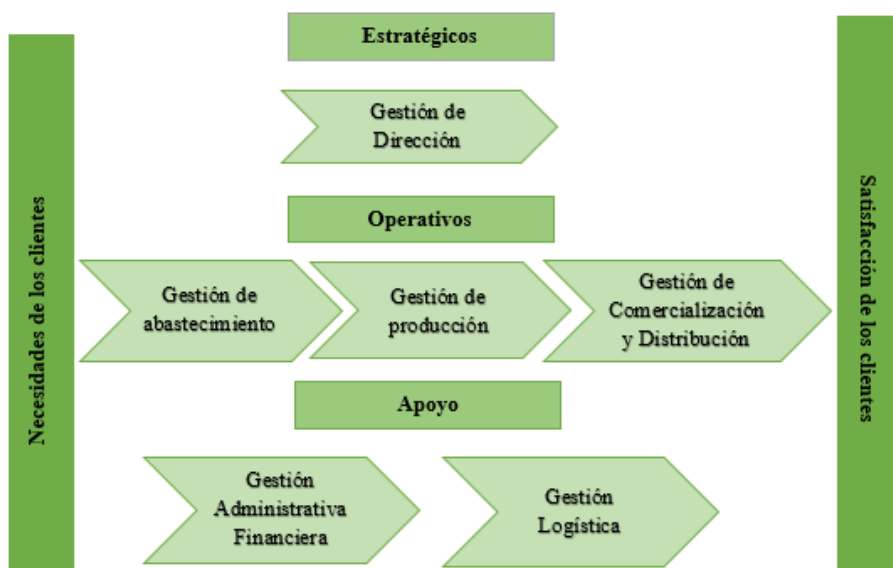 Necesidades de los clientes
Estratégicos
Gestión de
Dirección
Operativos
Gestión de
abastecimiento
Gestión de
producción
Gestión de
Comercialización
y Distribución
Apoyo
Gestión
Administrativa
Financiera
Gestión
Logística
Satisfacción de los clientes